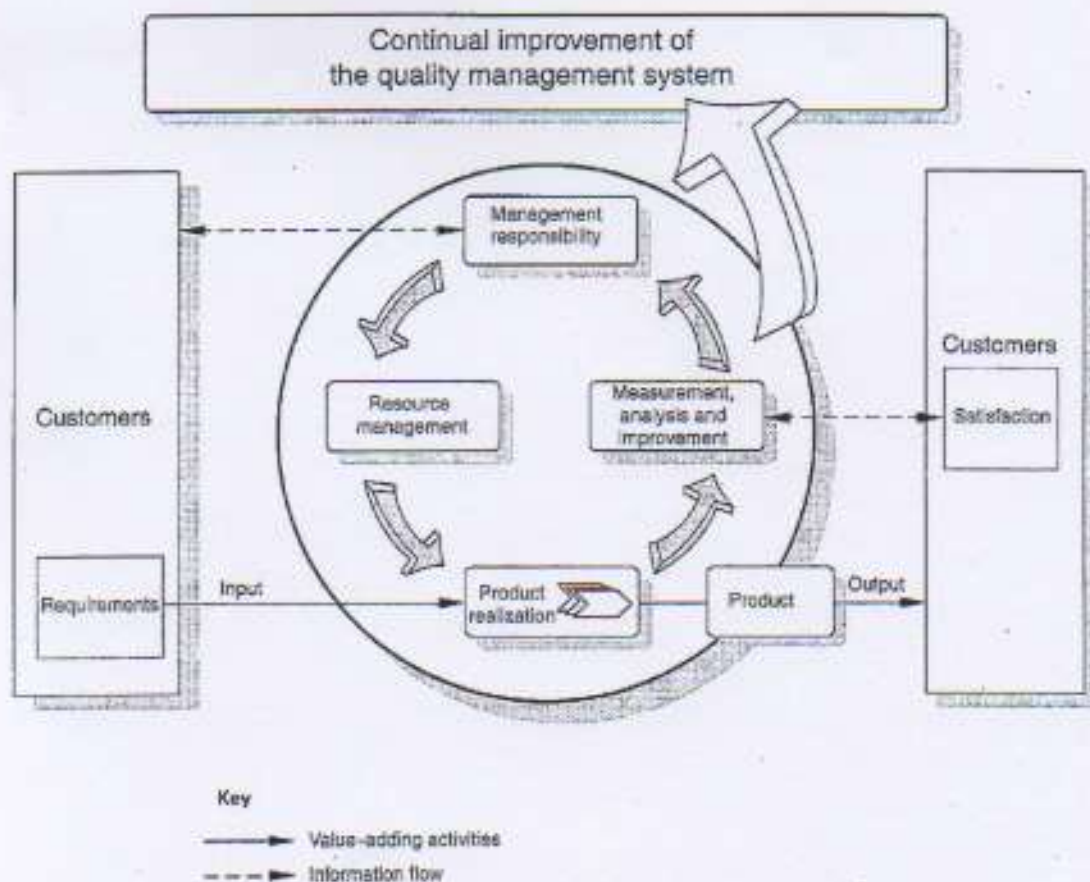 Continual improvement of
the quality management system
Management
responsibility
Customers
Resource
management
Measurement,
analysis and
improvement
Customers
Satisfaction
Requirements
Input
Product
realization
Product
Output
Key
Value-adding activities
Information flow